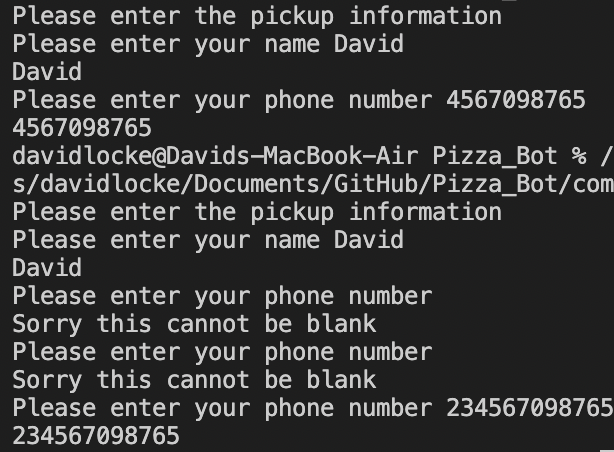 Please enter the pickup information
Please enter your name David
David
Please enter your phone number 4567098765
4567098765
davidlocke@Davids-MacBook-Air Pizza_Bot % /
s/davidlocke/Documents/GitHub/Pizza_Bot/com
Please enter the pickup information
Please enter your name David
David
Please enter your phone number
Sorry this cannot be blank
Please enter your phone number
Sorry this cannot be blank
Please enter your phone number 234567098765
234567098765